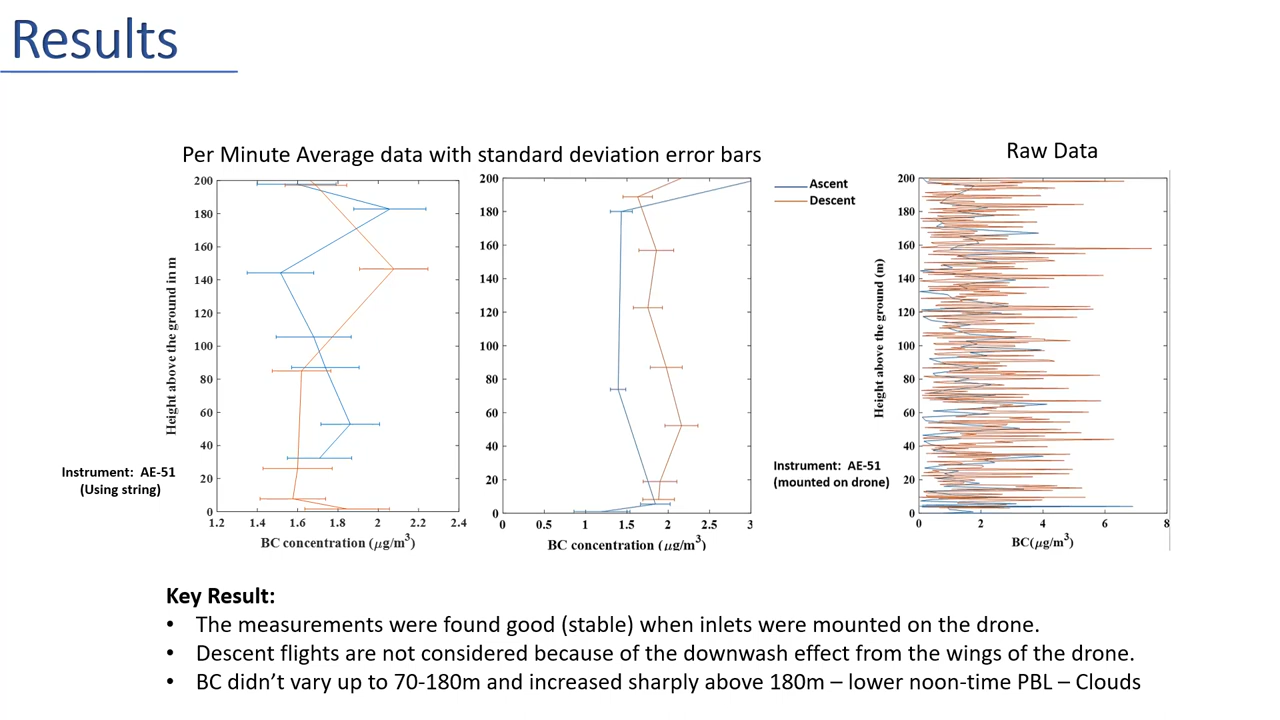 Results
Per Minute Average data with standard deviation error bars
Raw Data
Ascent
Descent
Height above the ground in m
200
180
160
140
120
100
80
60
40
20
0
1.2 1.4 1.6 1.8 2 2.2 2.4
BC concentration (μg/m³)
Instrument: AE-51
(Using string)
200
180
160
140
120
100
80
60
40
20
0
0 0.5 1 1.5 2 2.5 3
BC concentration (μg/m³)
Instrument: AE-51
(mounted on drone)
Height above the ground (m)
200
180
160
140
120
100
80
60
40
20
0
0 2 4 6 8
BC(μg/m³)
Key Result:
• The measurements were found good (stable) when inlets were mounted on the drone.
• Descent flights are not considered because of the downwash effect from the wings of the drone.
• BC didn’t vary up to 70-180m and increased sharply above 180m – lower noon-time PBL – Clouds